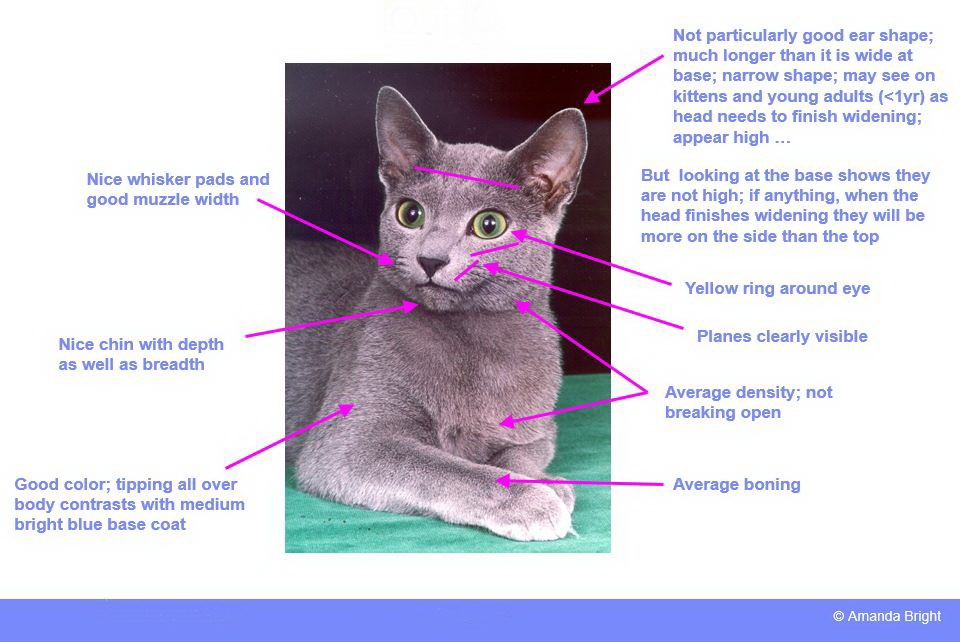 Not particularly good ear shape;
much longer than it is wide at
base; narrow shape; may see on
kittens and young adults (<1yr) as
head needs to finish widening;
appear high …
But looking at the base shows they
are not high; if anything, when the
head finishes widening they will be
more on the side than the top
Nice whisker pads and
good muzzle width
Yellow ring around eye
Planes clearly visible
Nice chin with depth
as well as breadth
Average density; not
breaking open
Good color; tipping all over
body contrasts with medium
bright blue base coat
Average boning
© Amanda Bright